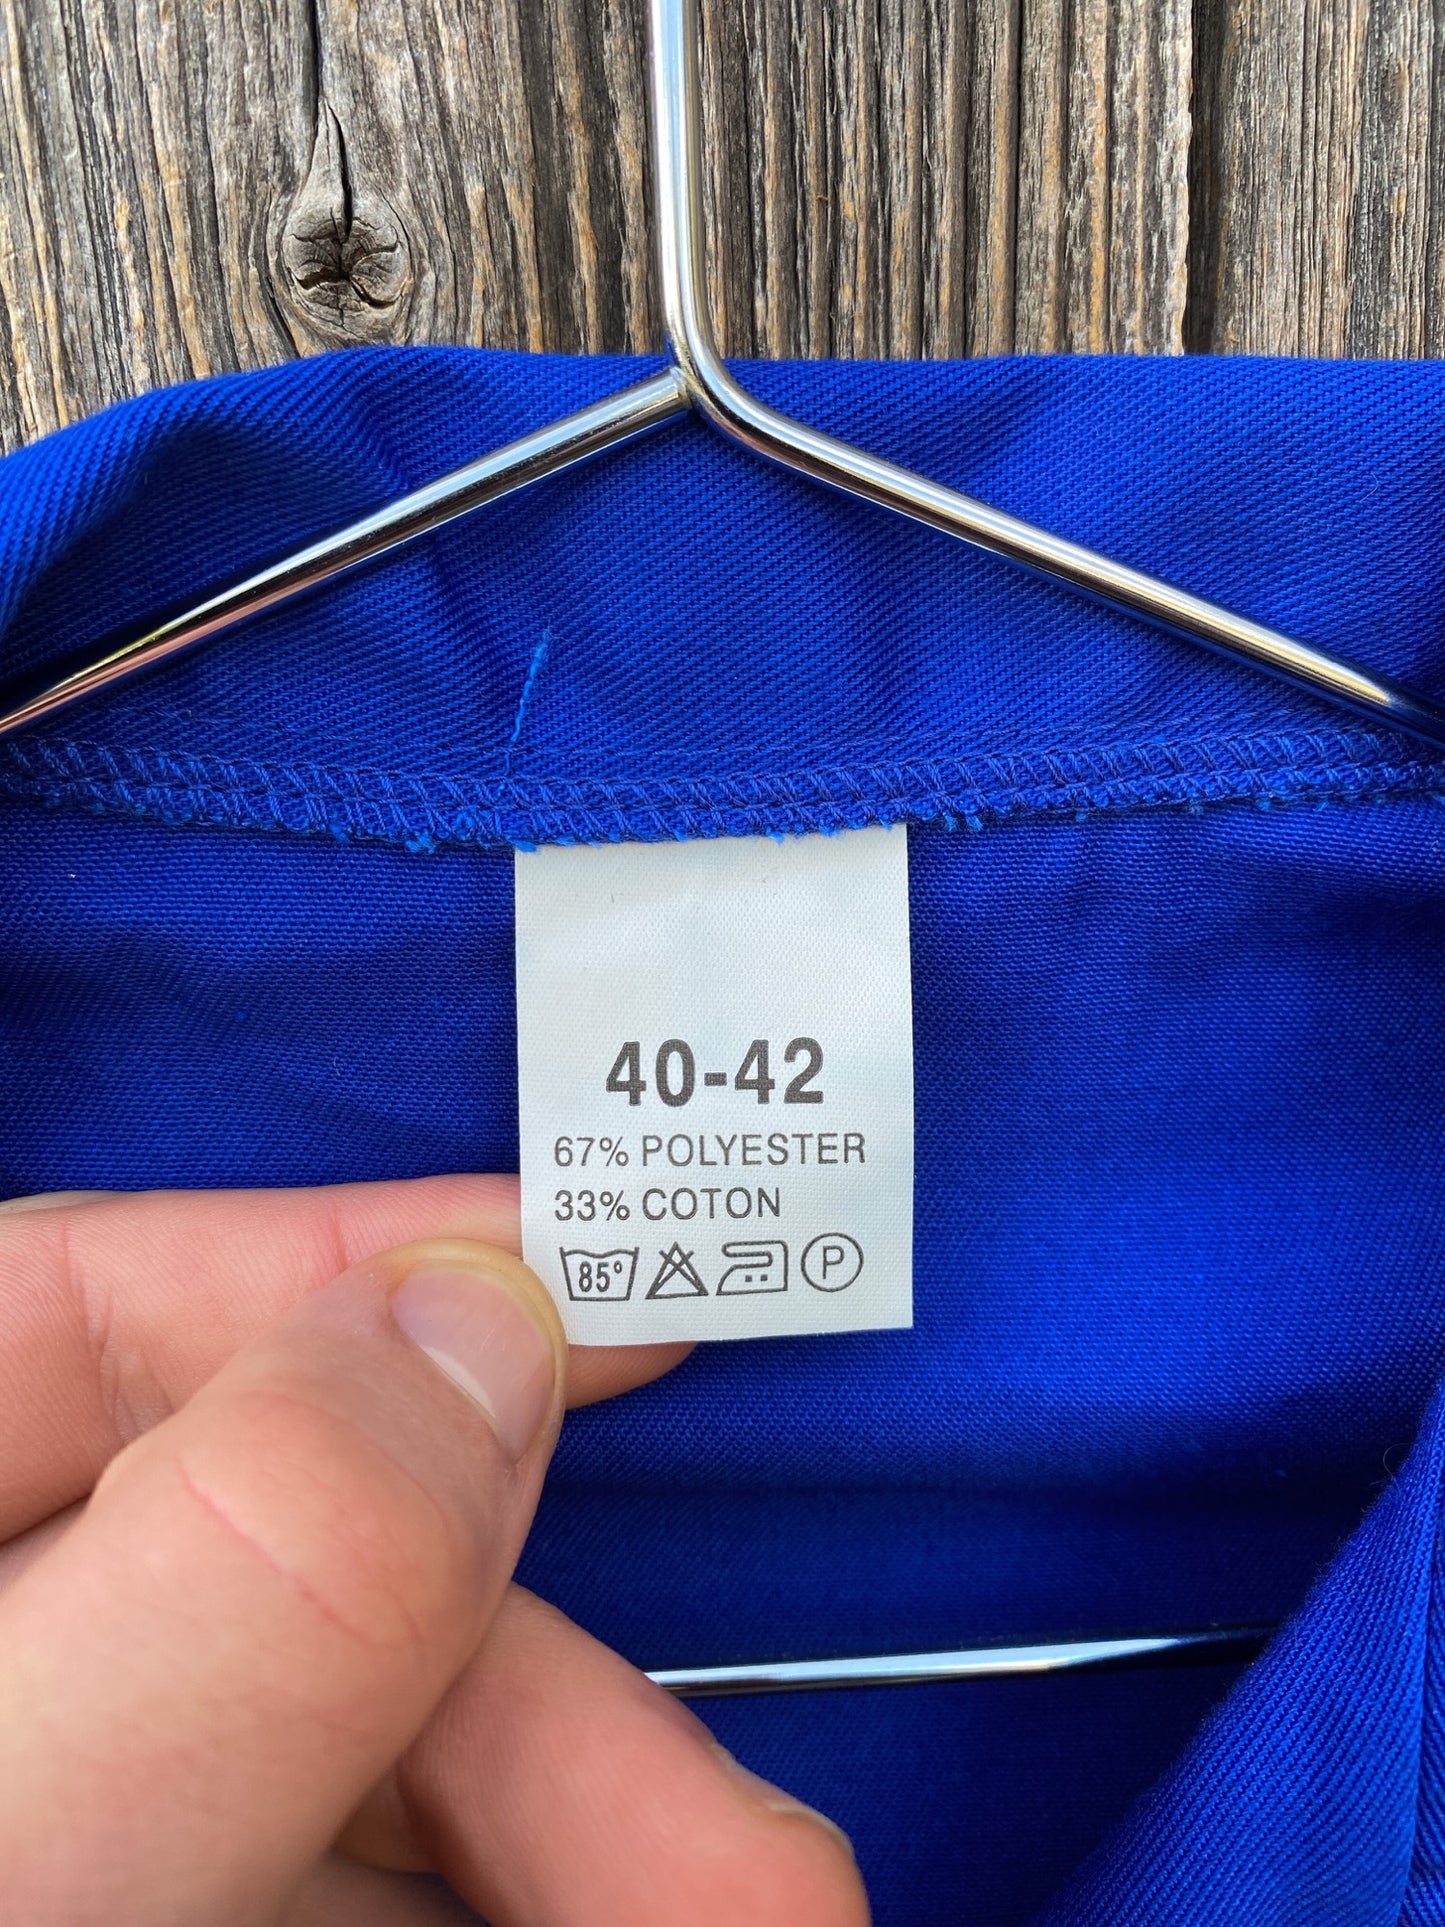 40-42
67% POLYESTER
33% COTON
85° P